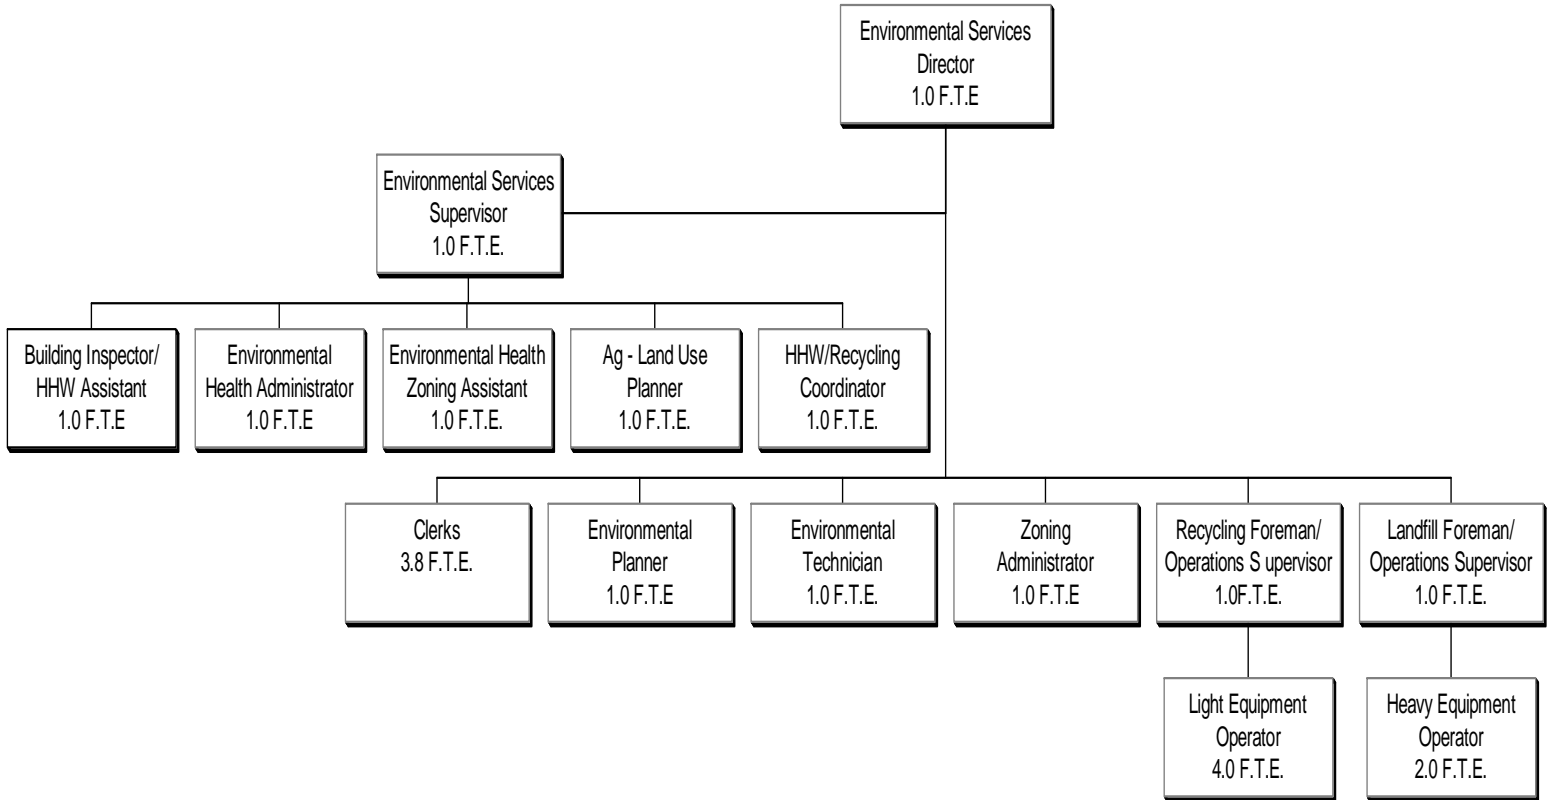 Environmental Services
Director
1.0 F.T.E
Environmental Services
Supervisor
1.0 F.T.E.
Building Inspector/
HHW Assistant
1.0 F.T.E
Environmental
Health Administrator
1.0 F.T.E
Environmental Health
Zoning Assistant
1.0 F.T.E.
Ag - Land Use
Planner
1.0 F.T.E.
HHW/Recycling
Coordinator
1.0 F.T.E.
Clerks
3.8 F.T.E.
Environmental
Planner
1.0 F.T.E
Environmental
Technician
1.0 F.T.E.
Zoning
Administrator
1.0 F.T.E
Recycling Foreman/
Operations S upervisor
1.0F.T.E.
Landfill Foreman/
Operations Supervisor
1.0 F.T.E.
Light Equipment
Operator
4.0 F.T.E.
Heavy Equipment
Operator
2.0 F.T.E.